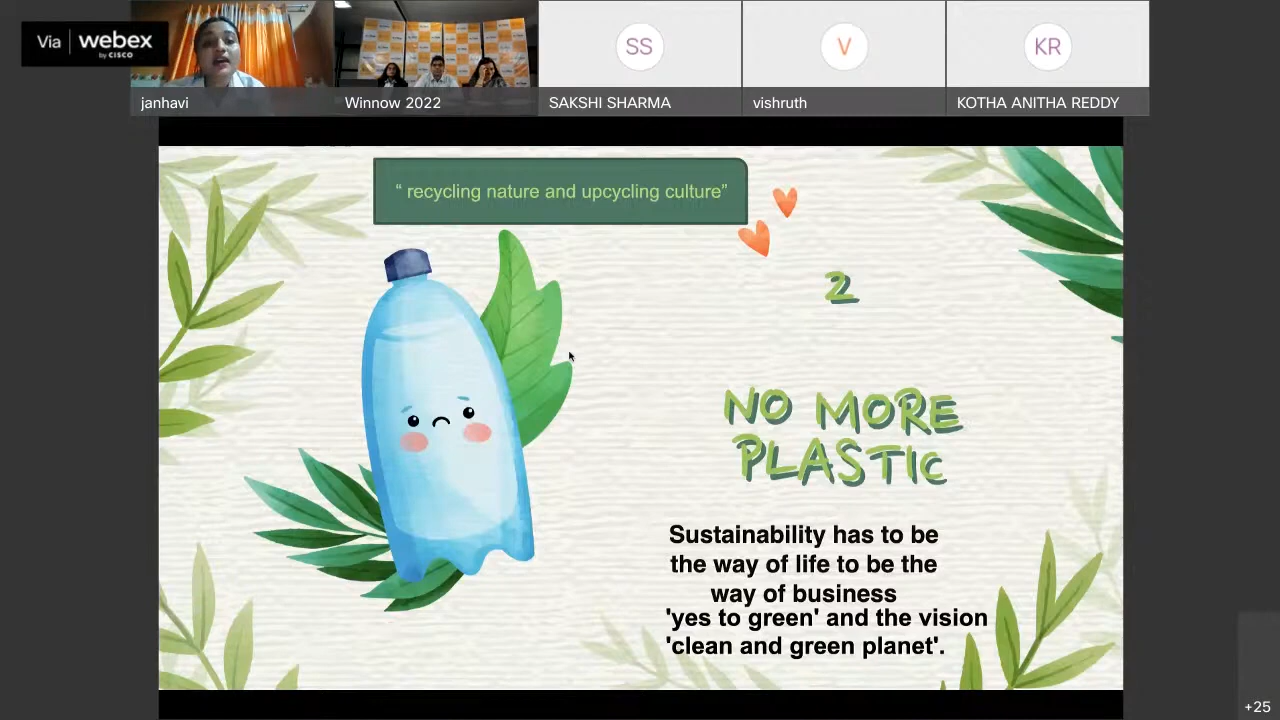 Via webex
by CISCO
janhavi
Winnow 2022
SS
SAKSHI SHARMA
V
vishruth
KR
KOTHA ANITHA REDDY
“ recycling nature and upcycling culture”
2
NO MORE
PLASTIC
Sustainability has to be
the way of life to be the
way of business
'yes to green' and the vision
'clean and green planet'.
+25